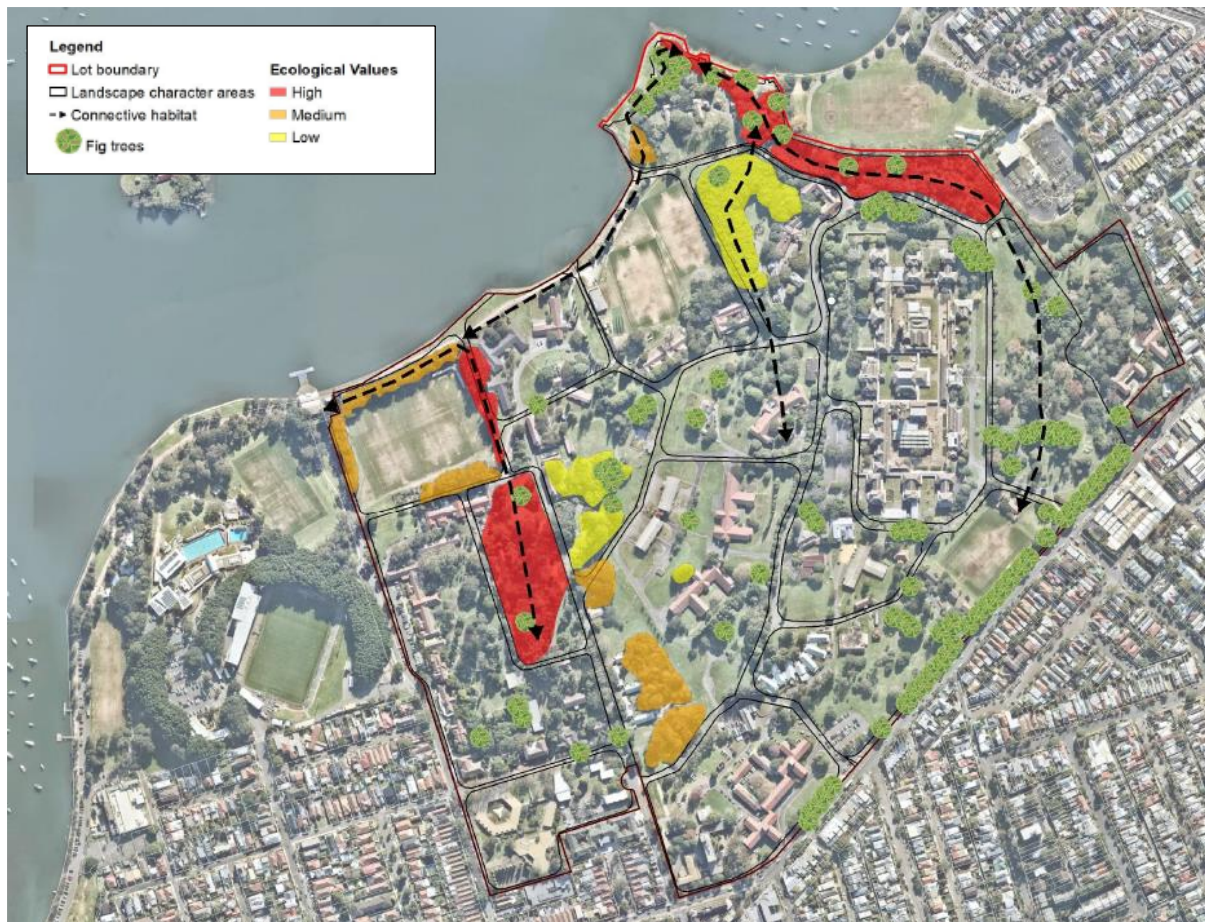 Legend
Lot boundary
Landscape character areas
Connective habitat
Fig trees
Ecological Values
High
Medium
Low